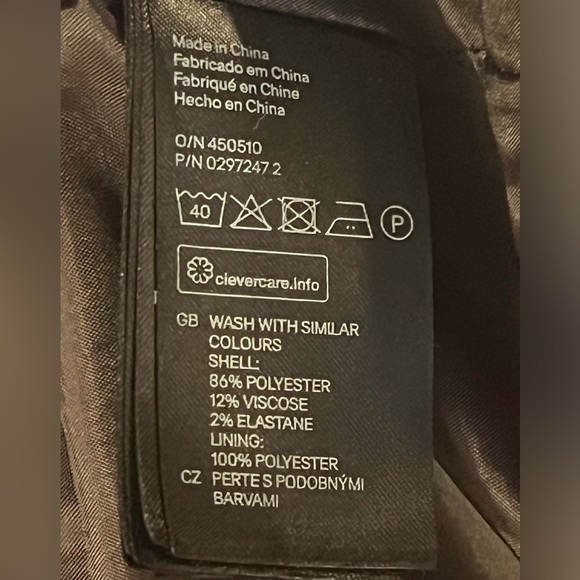 Made in China
Fabricado em China
Fabriqué en Chine
Hecho en China
O/N 450510
P/N 0297247 2
40
P
clevercare.info
GB WASH WITH SIMILAR
COLOURS
SHELL:
86% POLYESTER
12% VISCOSE
2% ELASTANE
LINING:
100% POLYESTER
CZ PERTE S PODOBNÝMI
BARVAMI